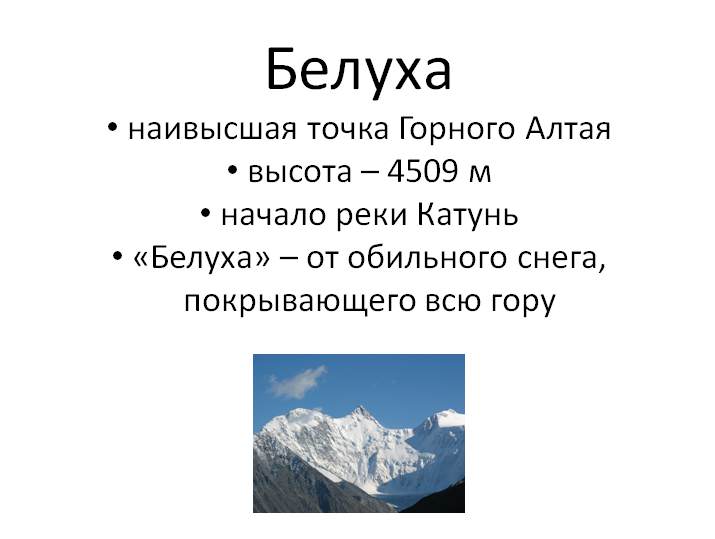 Белуха
• наивысшая точка Горного Алтая
• высота – 4509 м
• начало реки Катунь
• «Белуха» – от обильного снега,
покрывающего всю гору